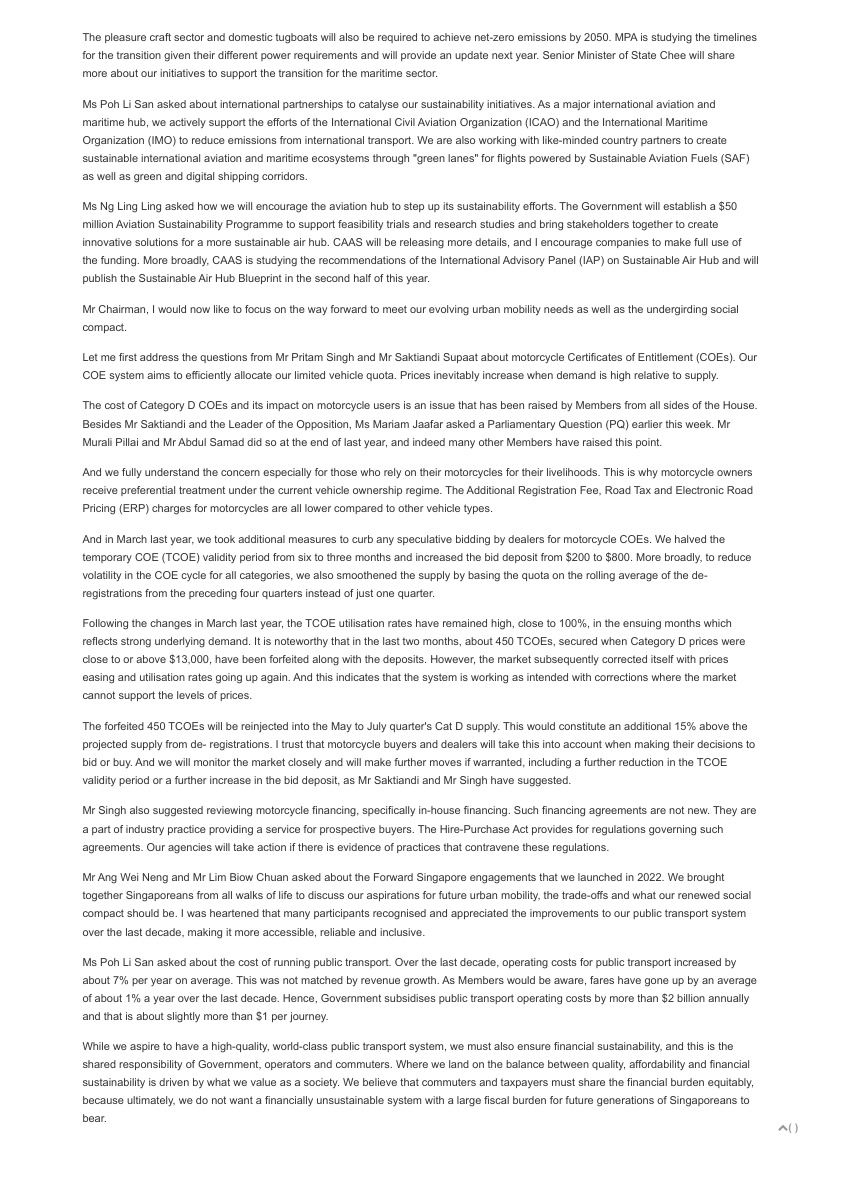 The pleasure craft sector and domestic tugboats will also be required to achieve net-zero emissions by 2050. MPA is studying the timelines
for the transition given their different power requirements and will provide an update next year. Senior Minister of State Chee will share
more about our initiatives to support the transition for the maritime sector.
Ms Poh Li San asked about international partnerships to catalyse our sustainability initiatives. As a major international aviation and
maritime hub, we actively support the efforts of the International Civil Aviation Organization (ICAO) and the International Maritime
Organization (IMO) to reduce emissions from international transport. We are also working with like-minded country partners to create
sustainable international aviation and maritime ecosystems through "green lanes" for flights powered by Sustainable Aviation Fuels (SAF)
as well as green and digital shipping corridors.
Ms Ng Ling Ling asked how we will encourage the aviation hub to step up its sustainability efforts. The Government will establish a $50
million Aviation Sustainability Programme to support feasibility trials and research studies and bring stakeholders together to create
innovative solutions for a more sustainable air hub. CAAS will be releasing more details, and I encourage companies to make full use of
the funding. More broadly, CAAS is studying the recommendations of the International Advisory Panel (IAP) on Sustainable Air Hub and will
publish the Sustainable Air Hub Blueprint in the second half of this year.
Mr Chairman, I would now like to focus on the way forward to meet our evolving urban mobility needs as well as the undergirding social
compact.
Let me first address the questions from Mr Pritam Singh and Mr Saktiandi Supaat about motorcycle Certificates of Entitlement (COEs). Our
COE system aims to efficiently allocate our limited vehicle quota. Prices inevitably increase when demand is high relative to supply.
The cost of Category D COEs and its impact on motorcycle users is an issue that has been raised by Members from all sides of the House.
Besides Mr Saktiandi and the Leader of the Opposition, Ms Mariam Jaafar asked a Parliamentary Question (PQ) earlier this week. Mr
Murali Pillai and Mr Abdul Samad did so at the end of last year, and indeed many other Members have raised this point.
And we fully understand the concern especially for those who rely on their motorcycles for their livelihoods. This is why motorcycle owners
receive preferential treatment under the current vehicle ownership regime. The Additional Registration Fee, Road Tax and Electronic Road
Pricing (ERP) charges for motorcycles are all lower compared to other vehicle types.
And in March last year, we took additional measures to curb any speculative bidding by dealers for motorcycle COEs. We halved the
temporary COE (TCOE) validity period from six to three months and increased the bid deposit from $200 to $800. More broadly, to reduce
volatility in the COE cycle for all categories, we also smoothened the supply by basing the quota on the rolling average of the de-
registrations from the preceding four quarters instead of just one quarter.
Following the changes in March last year, the TCOE utilisation rates have remained high, close to 100%, in the ensuing months which
reflects strong underlying demand. It is noteworthy that in the last two months, about 450 TCOEs, secured when Category D prices were
close to or above $13,000, have been forfeited along with the deposits. However, the market subsequently corrected itself with prices
easing and utilisation rates going up again. And this indicates that the system is working as intended with corrections where the market
cannot support the levels of prices.
The forfeited 450 TCOEs will be reinjected into the May to July quarter's Cat D supply. This would constitute an additional 15% above the
projected supply from de- registrations. I trust that motorcycle buyers and dealers will take this into account when making their decisions to
bid or buy. And we will monitor the market closely and will make further moves if warranted, including a further reduction in the TCOE
validity period or a further increase in the bid deposit, as Mr Saktiandi and Mr Singh have suggested.
Mr Singh also suggested reviewing motorcycle financing, specifically in-house financing. Such financing agreements are not new. They are
a part of industry practice providing a service for prospective buyers. The Hire-Purchase Act provides for regulations governing such
agreements. Our agencies will take action if there is evidence of practices that contravene these regulations.
Mr Ang Wei Neng and Mr Lim Biow Chuan asked about the Forward Singapore engagements that we launched in 2022. We brought
together Singaporeans from all walks of life to discuss our aspirations for future urban mobility, the trade-offs and what our renewed social
compact should be. I was heartened that many participants recognised and appreciated the improvements to our public transport system
over the last decade, making it more accessible, reliable and inclusive.
Ms Poh Li San asked about the cost of running public transport. Over the last decade, operating costs for public transport increased by
about 7% per year on average. This was not matched by revenue growth. As Members would be aware, fares have gone up by an average
of about 1% a year over the last decade. Hence, Government subsidises public transport operating costs by more than $2 billion annually
and that is about slightly more than $1 per journey.
While we aspire to have a high-quality, world-class public transport system, we must also ensure financial sustainability, and this is the
shared responsibility of Government, operators and commuters. Where we land on the balance between quality, affordability and financial
sustainability is driven by what we value as a society. We believe that commuters and taxpayers must share the financial burden equitably,
because ultimately, we do not want a financially unsustainable system with a large fiscal burden for future generations of Singaporeans to
bear.
( )